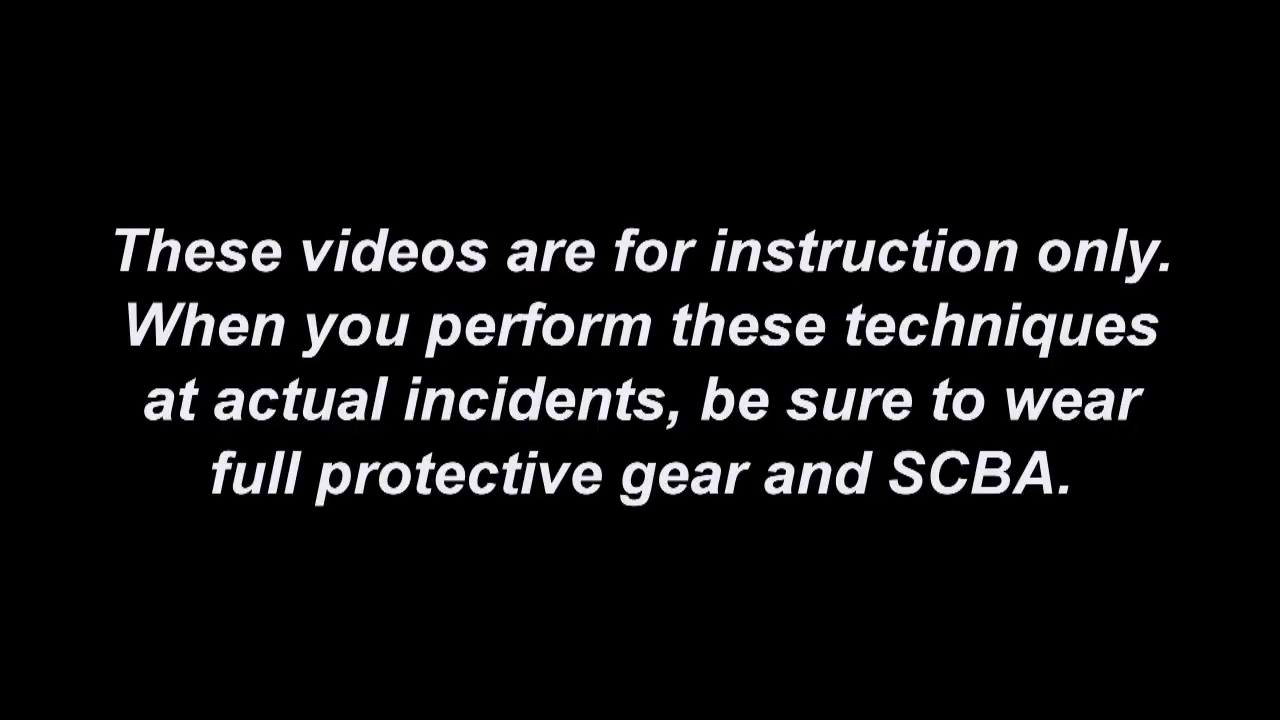 These videos are for instruction only.
When you perform these techniques
at actual incidents, be sure to wear
full protective gear and SCBA.